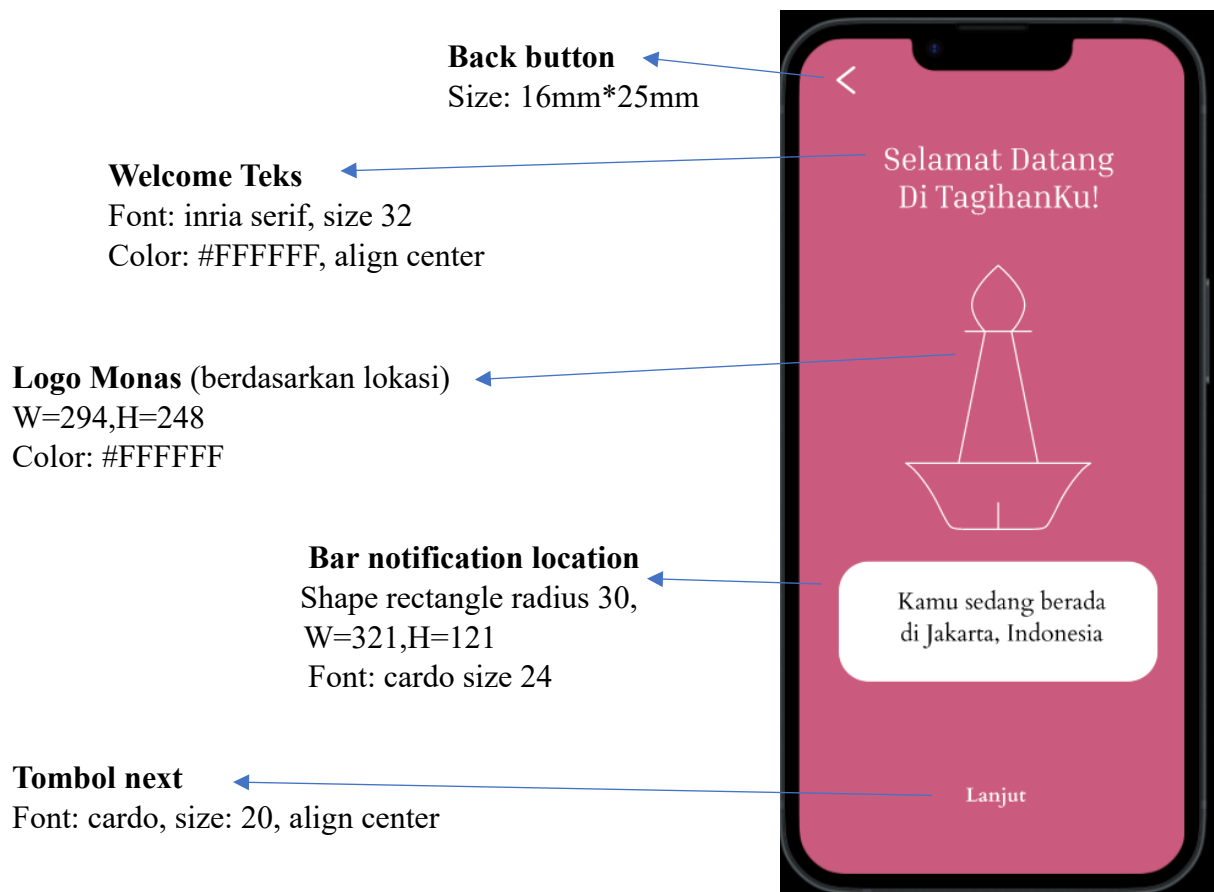 Back button
Size: 16mm*25mm
Welcome Teks
Font: inria serif, size 32
Color: #FFFFFF, align center
Logo Monas (berdasarkan lokasi)
W=294,H=248
Color: #FFFFFF
Bar notification location
Shape rectangle radius 30,
W=321,H=121
Font: cardo size 24
Tombol next
Font: cardo, size: 20, align center
Selamat Datang
Di TagihanKu!
Kamu sedang berada
di Jakarta, Indonesia
Lanjut